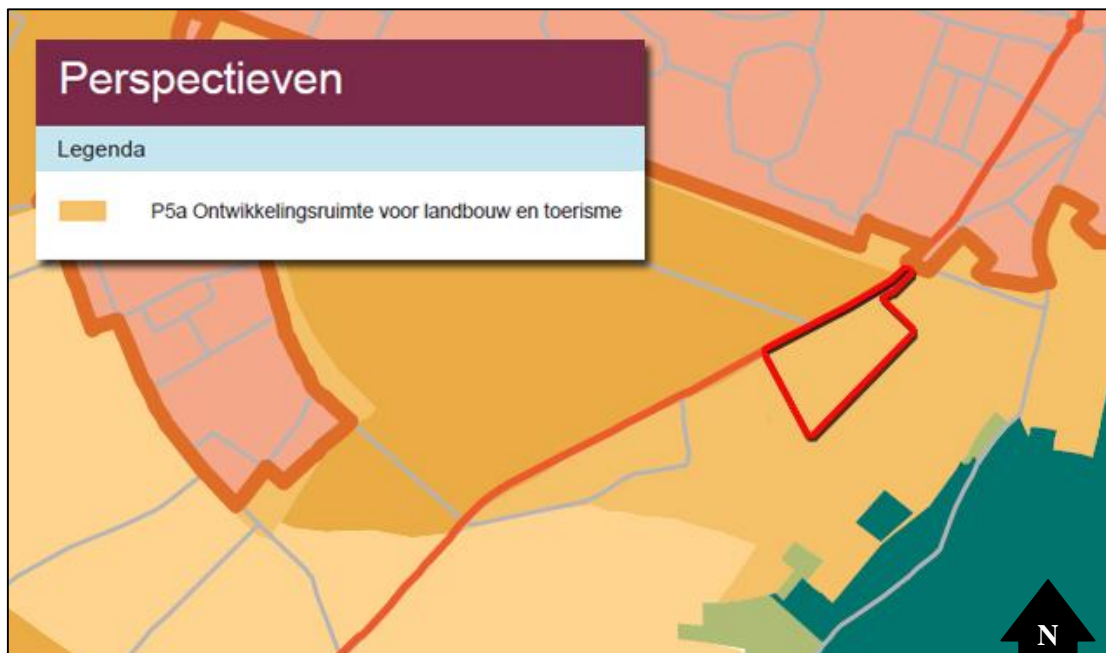 Perspectieven
Legenda
P5a Ontwikkelingsruimte voor landbouw en toerisme
N